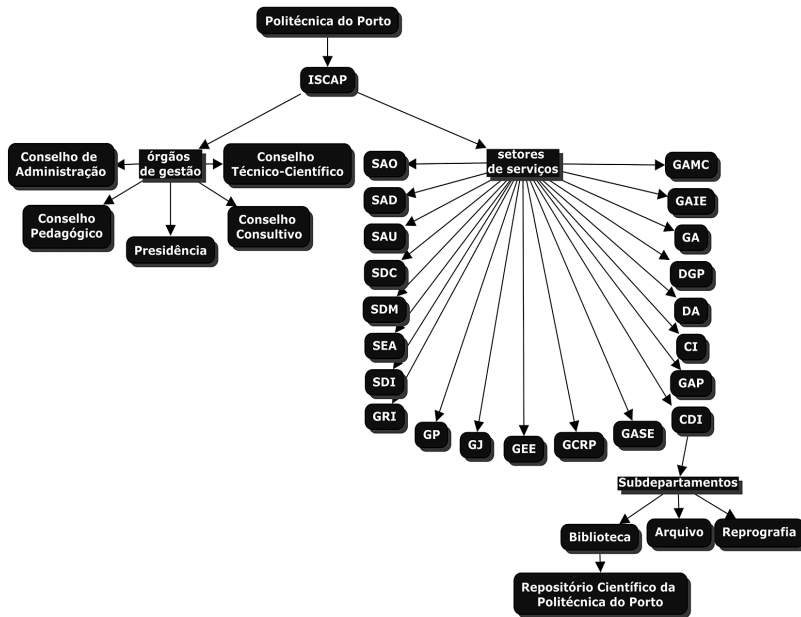 Politécnica do Porto
ISCAP
órgãos
de gestão
Conselho de
Administração
Conselho
Técnico-Científico
Conselho
Pedagógico
Presidência
Conselho
Consultivo
setores
de serviços
SAO
SAD
SAU
SDC
SDM
SEA
SDI
GRI
GP
GJ
GEE
GCRP
GASE
GAMC
GAIE
GA
DGP
DA
CI
GAP
CDI
Subdepartamentos
Biblioteca
Arquivo
Reprografia
Repositório Científico da
Politécnica do Porto